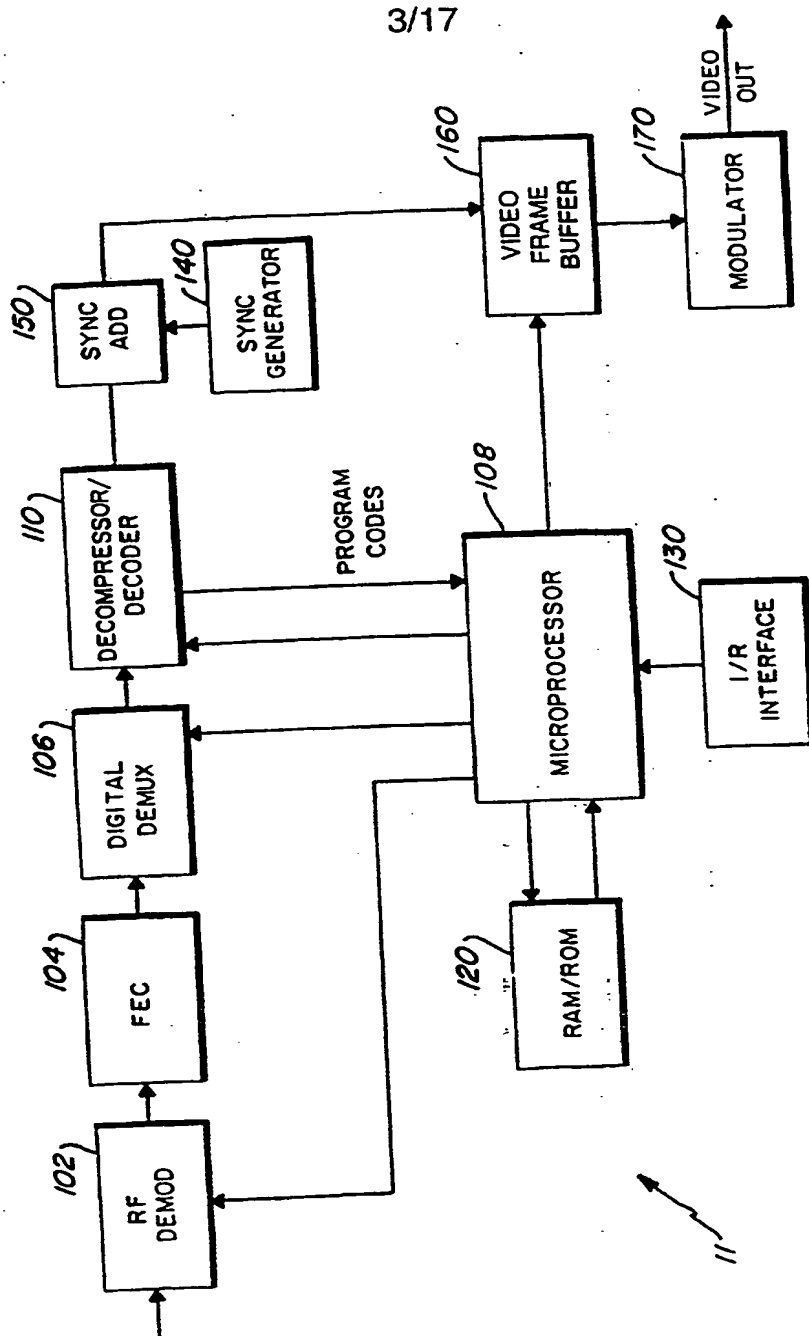 3/17
102
RF
DEMOD
104
FEC
106
DIGITAL
DEMUX
110
DECOMPRESSOR/
DECODER
150
SYNC
ADD
140
SYNC
GENERATOR
PROGRAM
CODES
108
MICROPROCESSOR
120
RAM/ROM
130
I/R
INTERFACE
160
VIDEO
FRAME
BUFFER
170
MODULATOR
VIDEO
OUT
11